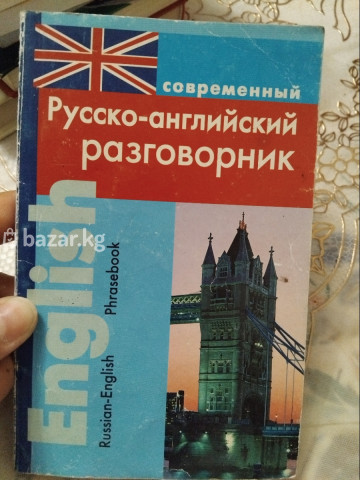 современный
Русско-английский
разговорник
bazar.kg
English
Russian-English Phrasebook